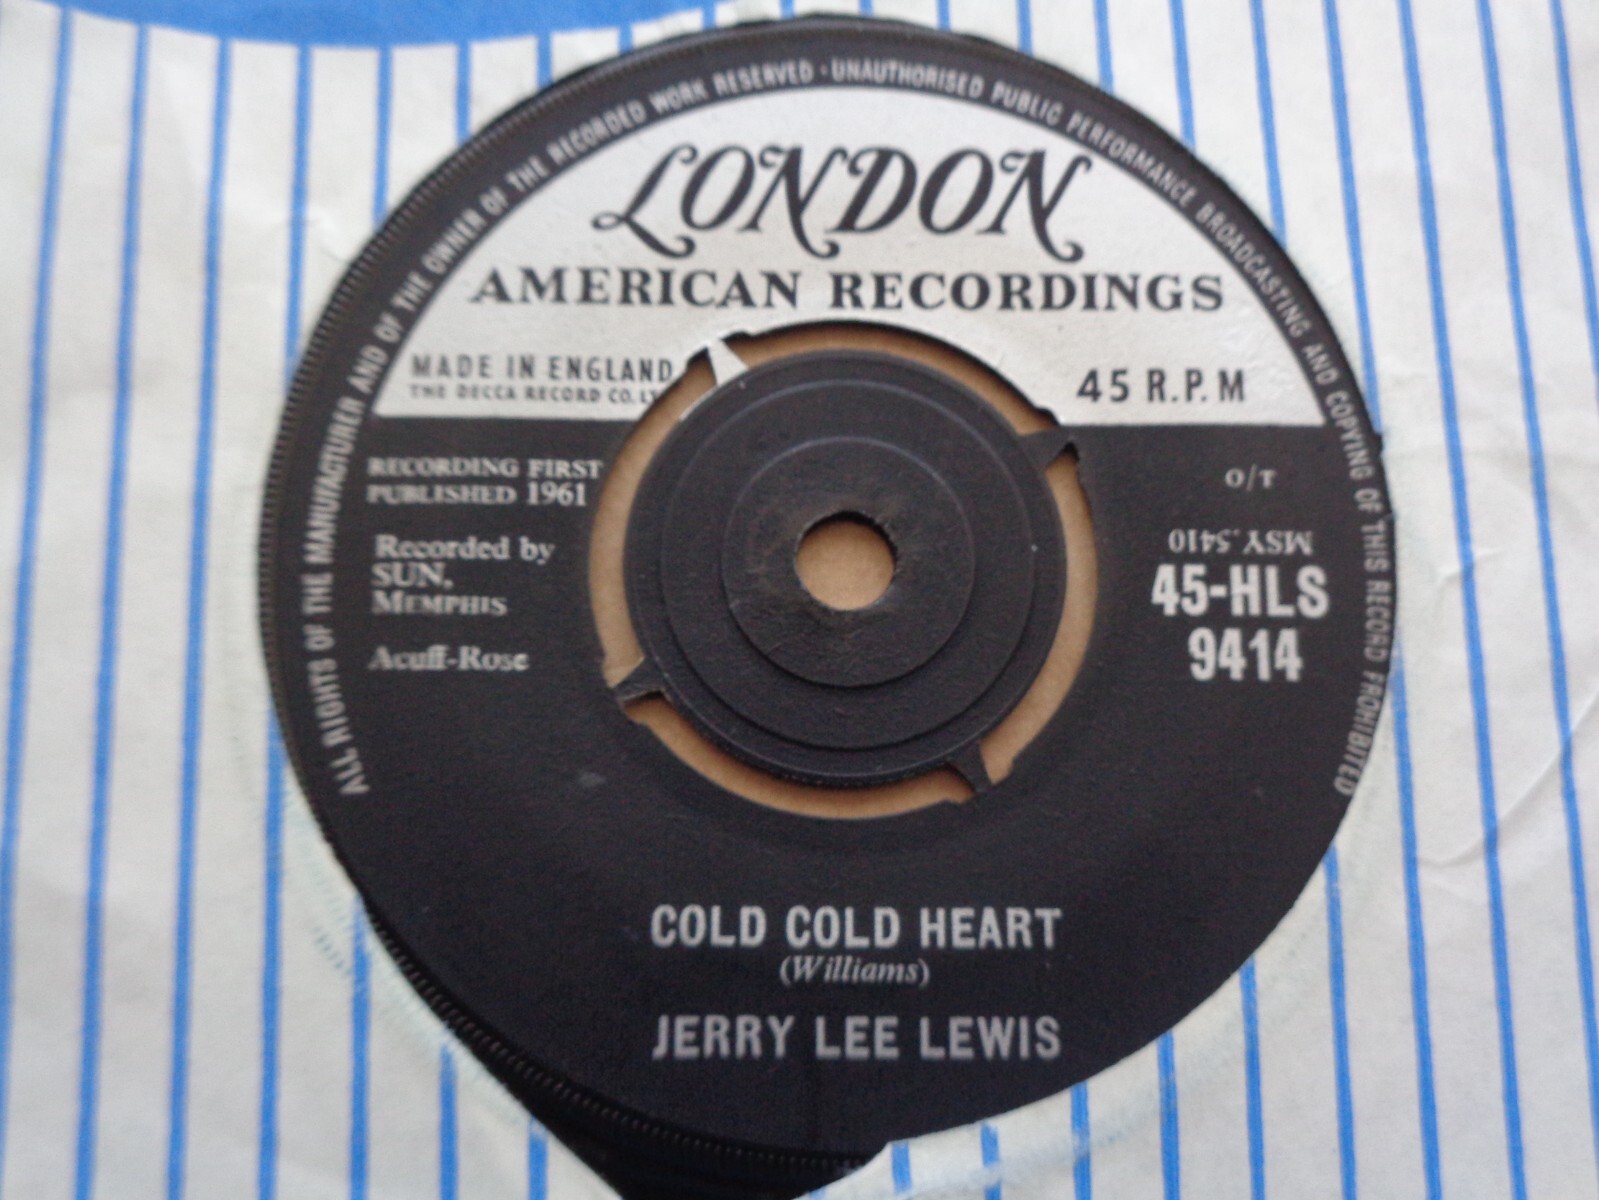 ALL RIGHTS OF THE MANUFACTURER AND OF THE OWNER OF THE RECORDED WORK RESERVED · UNAUTHORISED PUBLIC PERFORMANCE BROADCASTING AND COPYING OF THIS RECORD PROHIBITED
LONDON
AMERICAN RECORDINGS
MADE IN ENGLAND
THE DECCA RECORD CO.
45 R.P.M
RECORDING FIRST
PUBLISHED 1961
O/T
Recorded by
SUN,
MEMPHIS
MSY.5410
45-HLS
9414
Acuff-Rose
COLD COLD HEART
(Williams)
JERRY LEE LEWIS